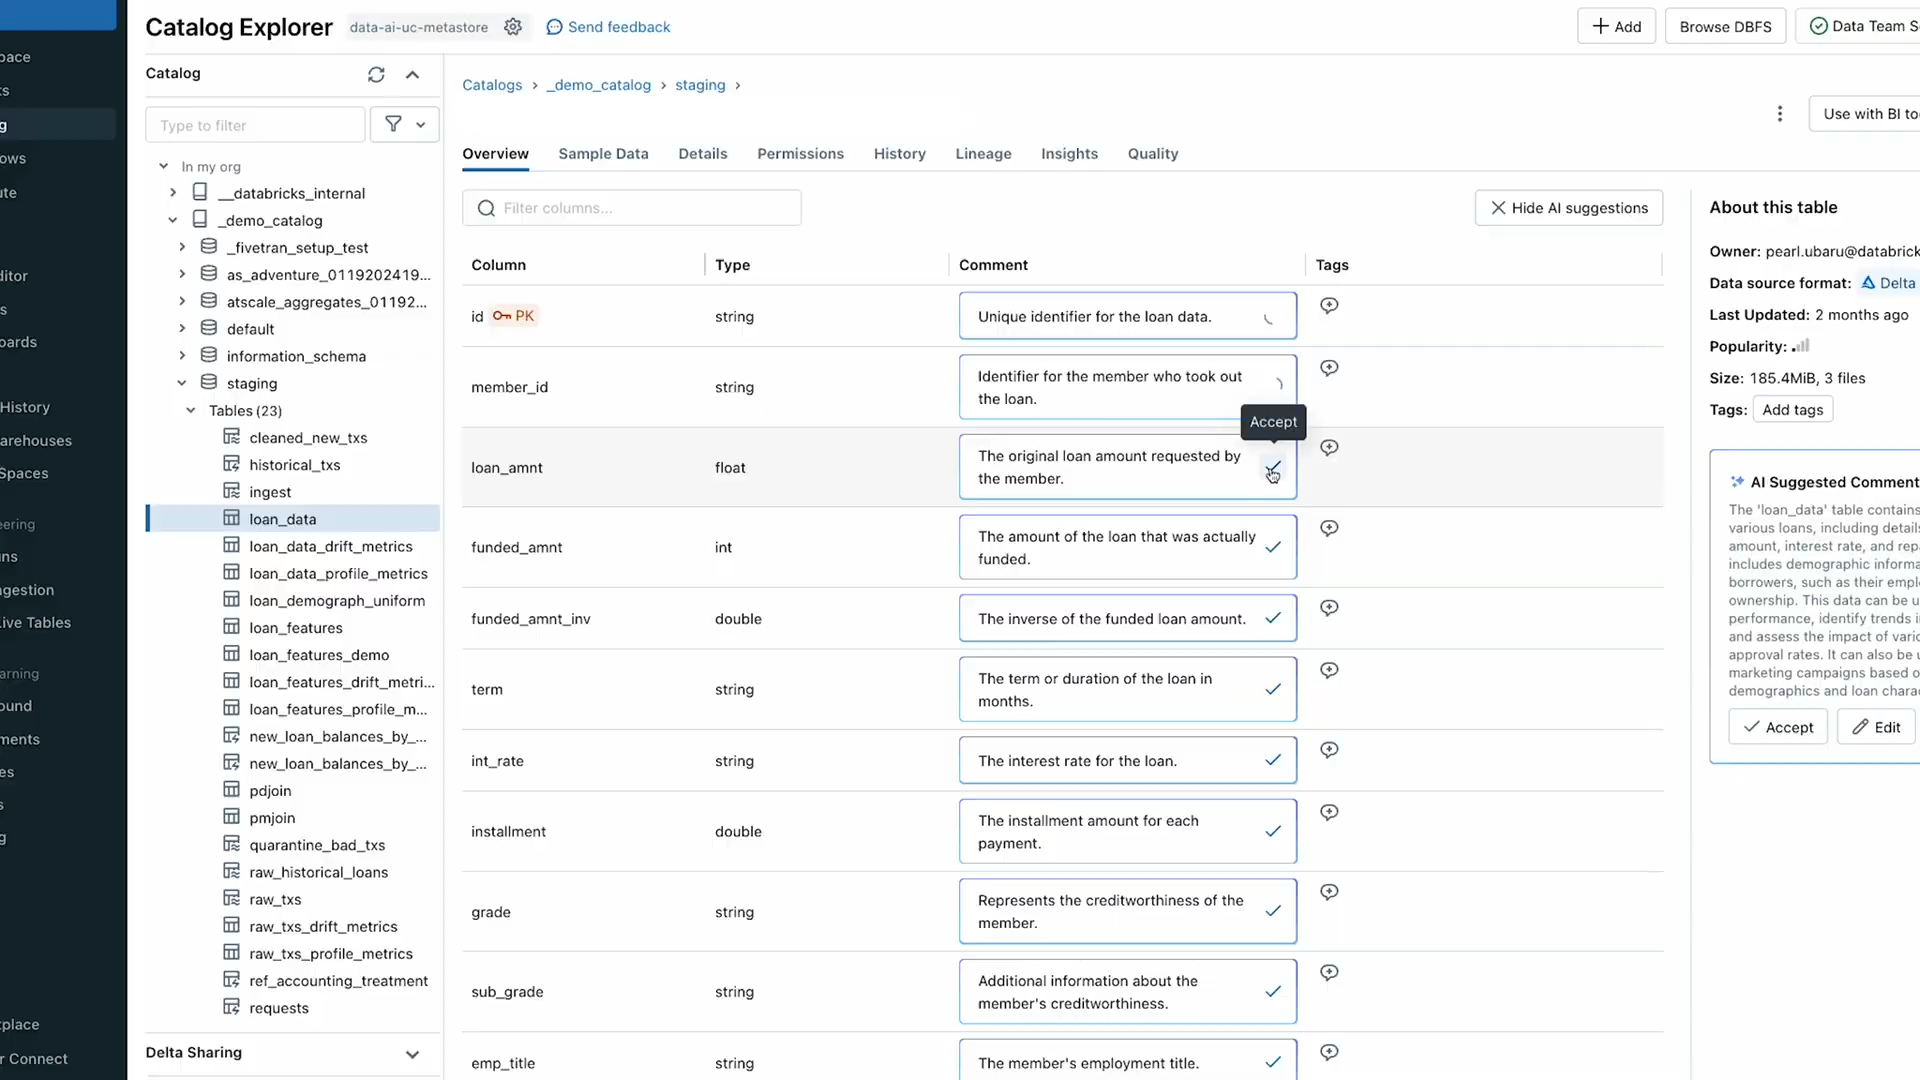 Catalog Explorer
data-ai-uc-metastore
Send feedback
Add
Browse DBFS
Data Team S
pace
ts
g
ows
ute
ditor
s
oards
History
arehouses
Spaces
eering
ns
gestion
ive Tables
arning
ound
ments
es
s
g
tplace
r Connect
Catalog
Type to filter
In my org
__databricks_internal
_demo_catalog
_fivetran_setup_test
as_adventure_0119202419...
atscale_aggregates_01192...
default
information_schema
staging
Tables (23)
cleaned_new_txs
historical_txs
ingest
loan_data
loan_data_drift_metrics
loan_data_profile_metrics
loan_demograph_uniform
loan_features
loan_features_demo
loan_features_drift_metri...
loan_features_profile_m...
new_loan_balances_by_...
new_loan_balances_by_...
pdjoin
pmjoin
quarantine_bad_txs
raw_historical_loans
raw_txs
raw_txs_drift_metrics
raw_txs_profile_metrics
ref_accounting_treatment
requests
Delta Sharing
Catalogs > _demo_catalog > staging >
Use with BI to
Overview Sample Data Details Permissions History Lineage Insights Quality
Filter columns...
Hide AI suggestions
Column Type Comment Tags
id PK string Unique identifier for the loan data.
member_id string Identifier for the member who took out
the loan.
Accept
loan_amnt float The original loan amount requested by
the member.
funded_amnt int The amount of the loan that was actually
funded.
funded_amnt_inv double The inverse of the funded loan amount.
term string The term or duration of the loan in
months.
int_rate string The interest rate for the loan.
installment double The installment amount for each
payment.
grade string Represents the creditworthiness of the
member.
sub_grade string Additional information about the
member's creditworthiness.
emp_title string The member's employment title.
About this table
Owner: pearl.ubaru@databrick
Data source format: Delta
Last Updated: 2 months ago
Popularity:
Size: 185.4MiB, 3 files
Tags: Add tags
AI Suggested Comment
The 'loan_data' table contains
various loans, including details
amount, interest rate, and rep
includes demographic informa
borrowers, such as their empl
ownership. This data can be u
performance, identify trends i
and assess the impact of vario
approval rates. It can also be u
marketing campaigns based o
demographics and loan charac
Accept
Edit